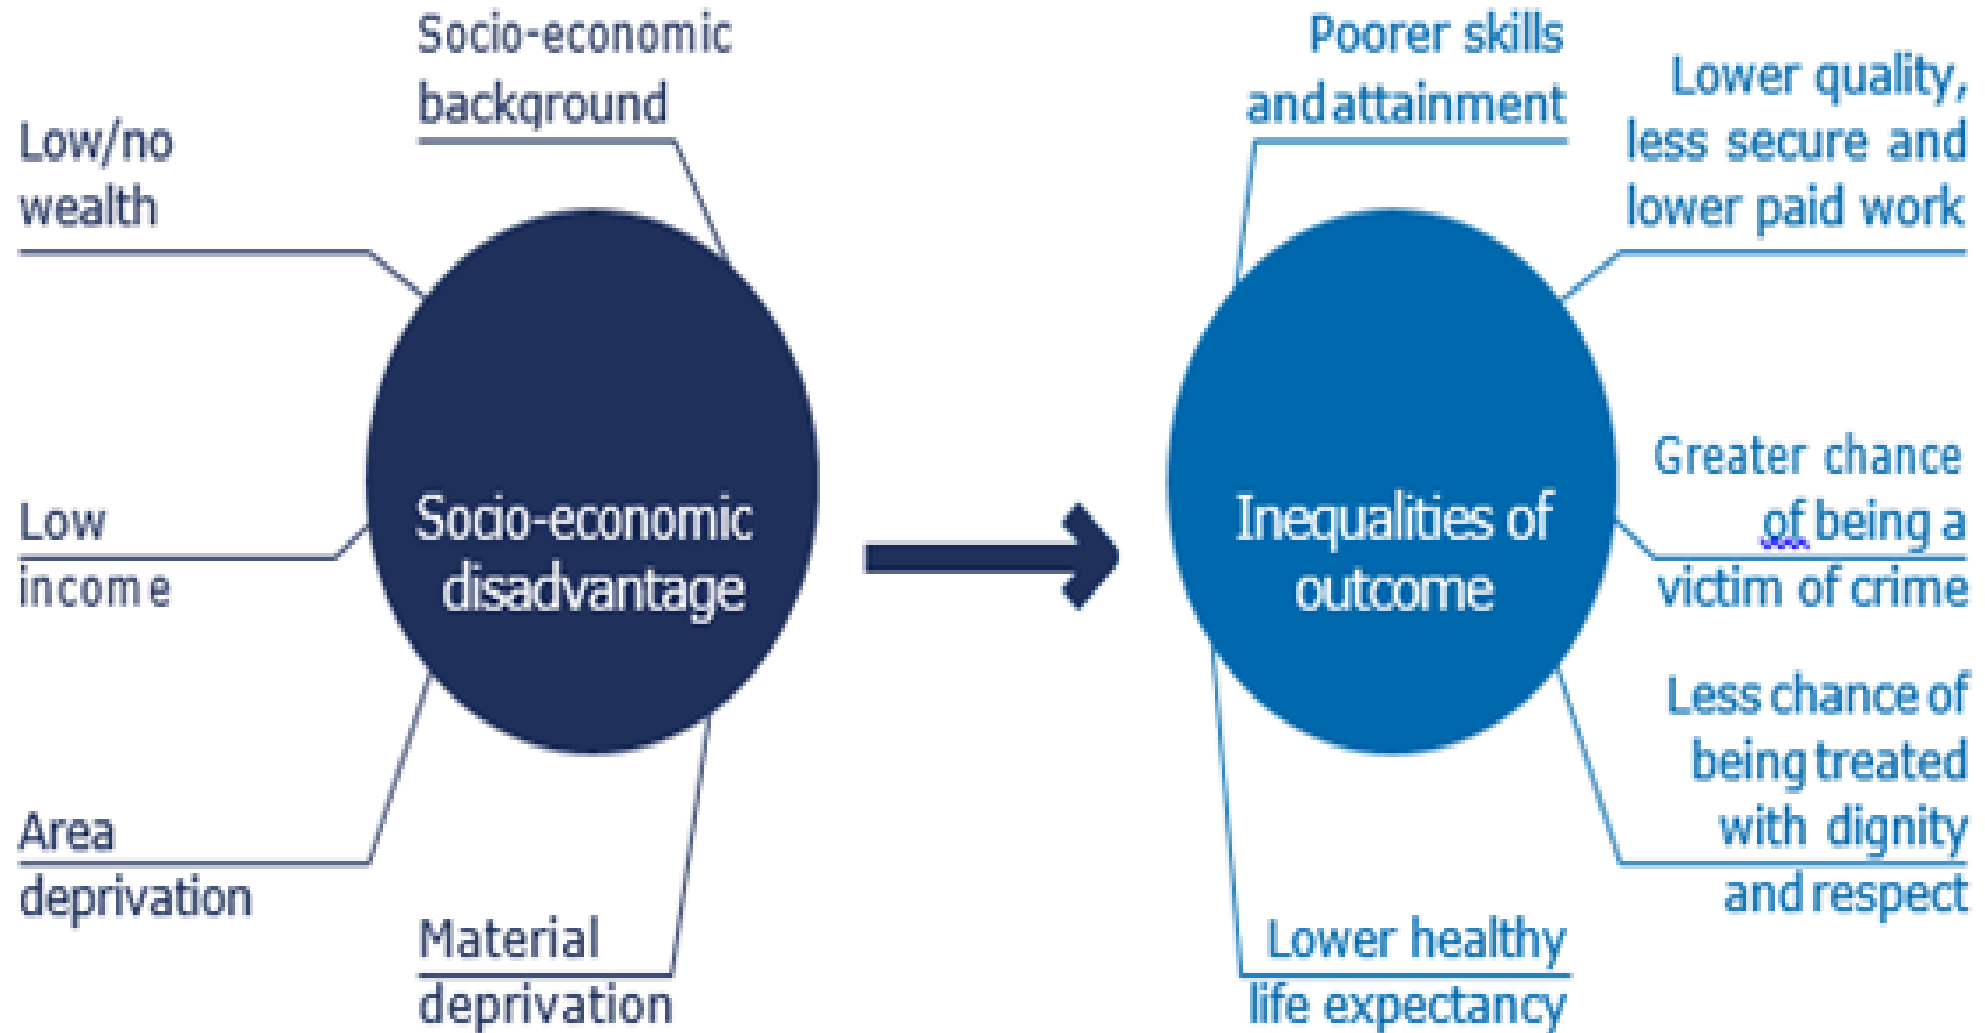 Socio-economic
background
Low/no
wealth
Low
income
Area
deprivation
Material
deprivation
Socio-economic
disadvantage
Inequalities of
outcome
Poorer skills
and attainment
Lower quality,
less secure and
lower paid work
Greater chance
of being a
victim of crime
Less chance of
being treated
with dignity
and respect
Lower healthy
life expectancy